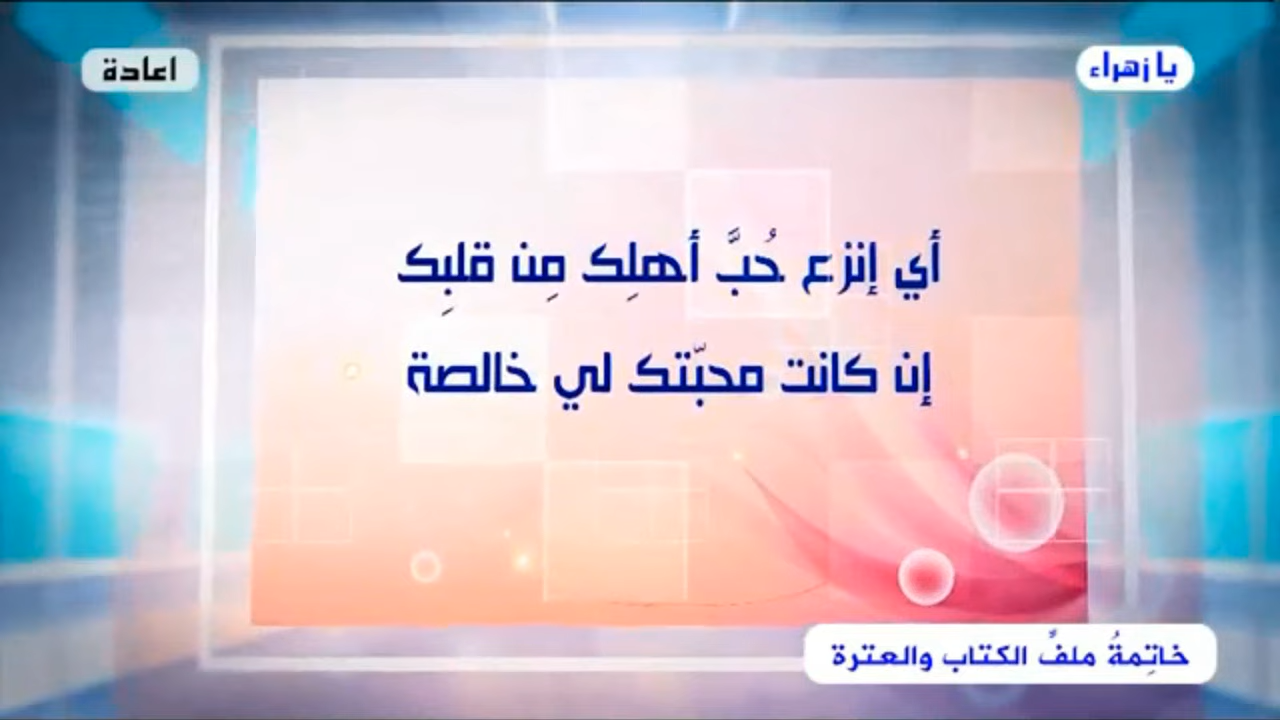 يا زهراء
اعادة
أي إنزع حُبَّ أهلِك مِن قلبِك
إن كانت محبّتك لي خالصة
خاتِمةُ ملفِّ الكتاب والعترة